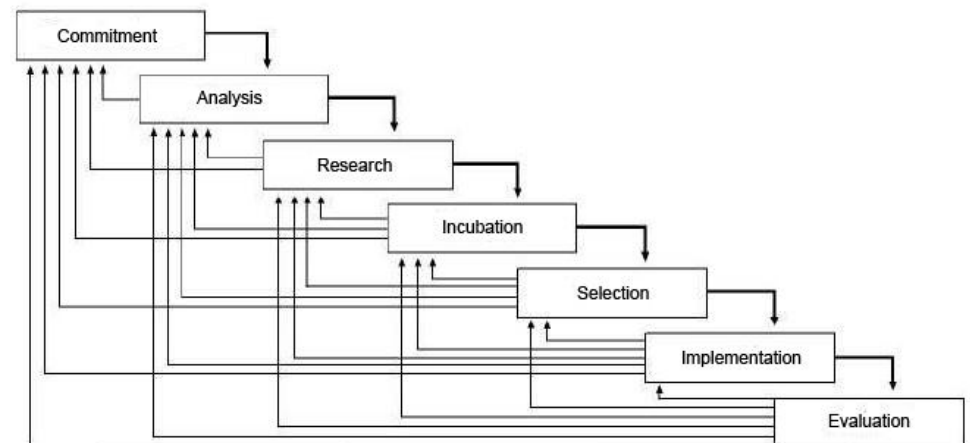 Commitment
Analysis
Research
Incubation
Selection
Implementation
Evaluation